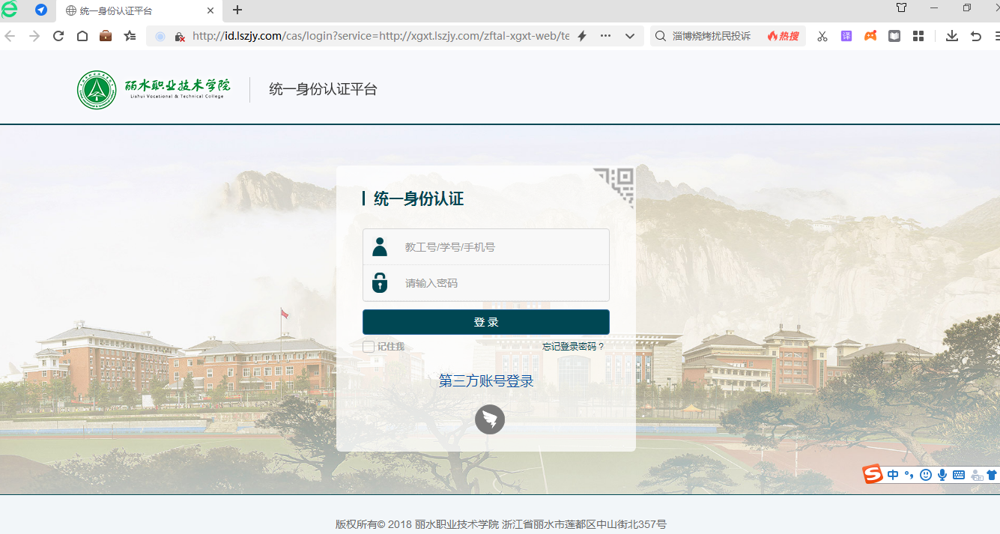 统一身份认证平台
http://id.lszjy.com/cas/login?service=http://xgxt.lszjy.com/zftal-xgxt-web/te
淄博烧烤扰民投诉 热搜
译
丽水职业技术学院
Lishui Vocational & Technical College
统一身份认证平台
统一身份认证
教工号/学号/手机号
请输入密码
登 录
记住我 忘记登录密码？
第三方账号登录
中
版权所有© 2018 丽水职业技术学院 浙江省丽水市莲都区中山街北357号